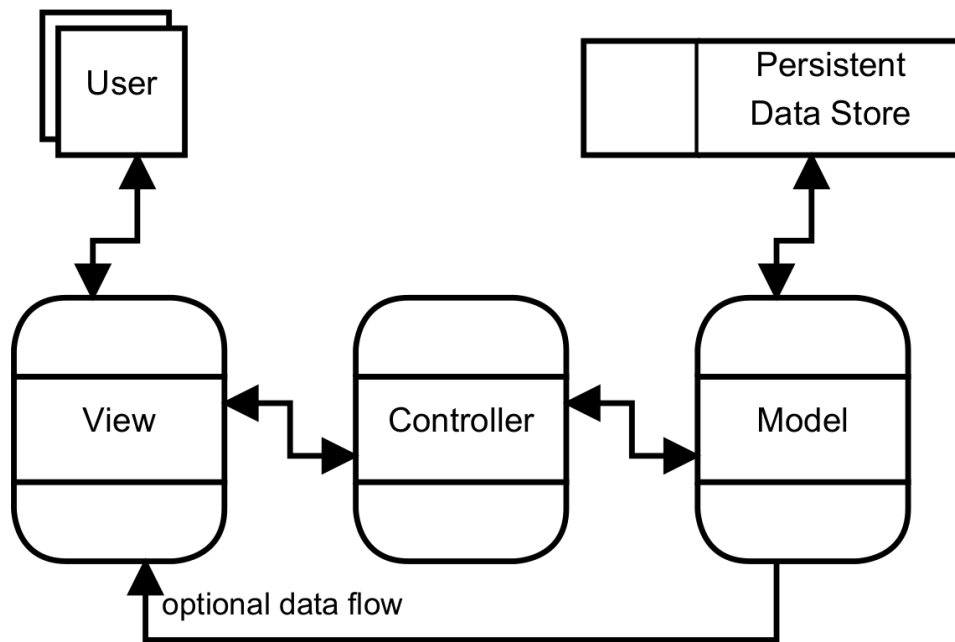 User
Persistent
Data Store
View
Controller
Model
optional data flow